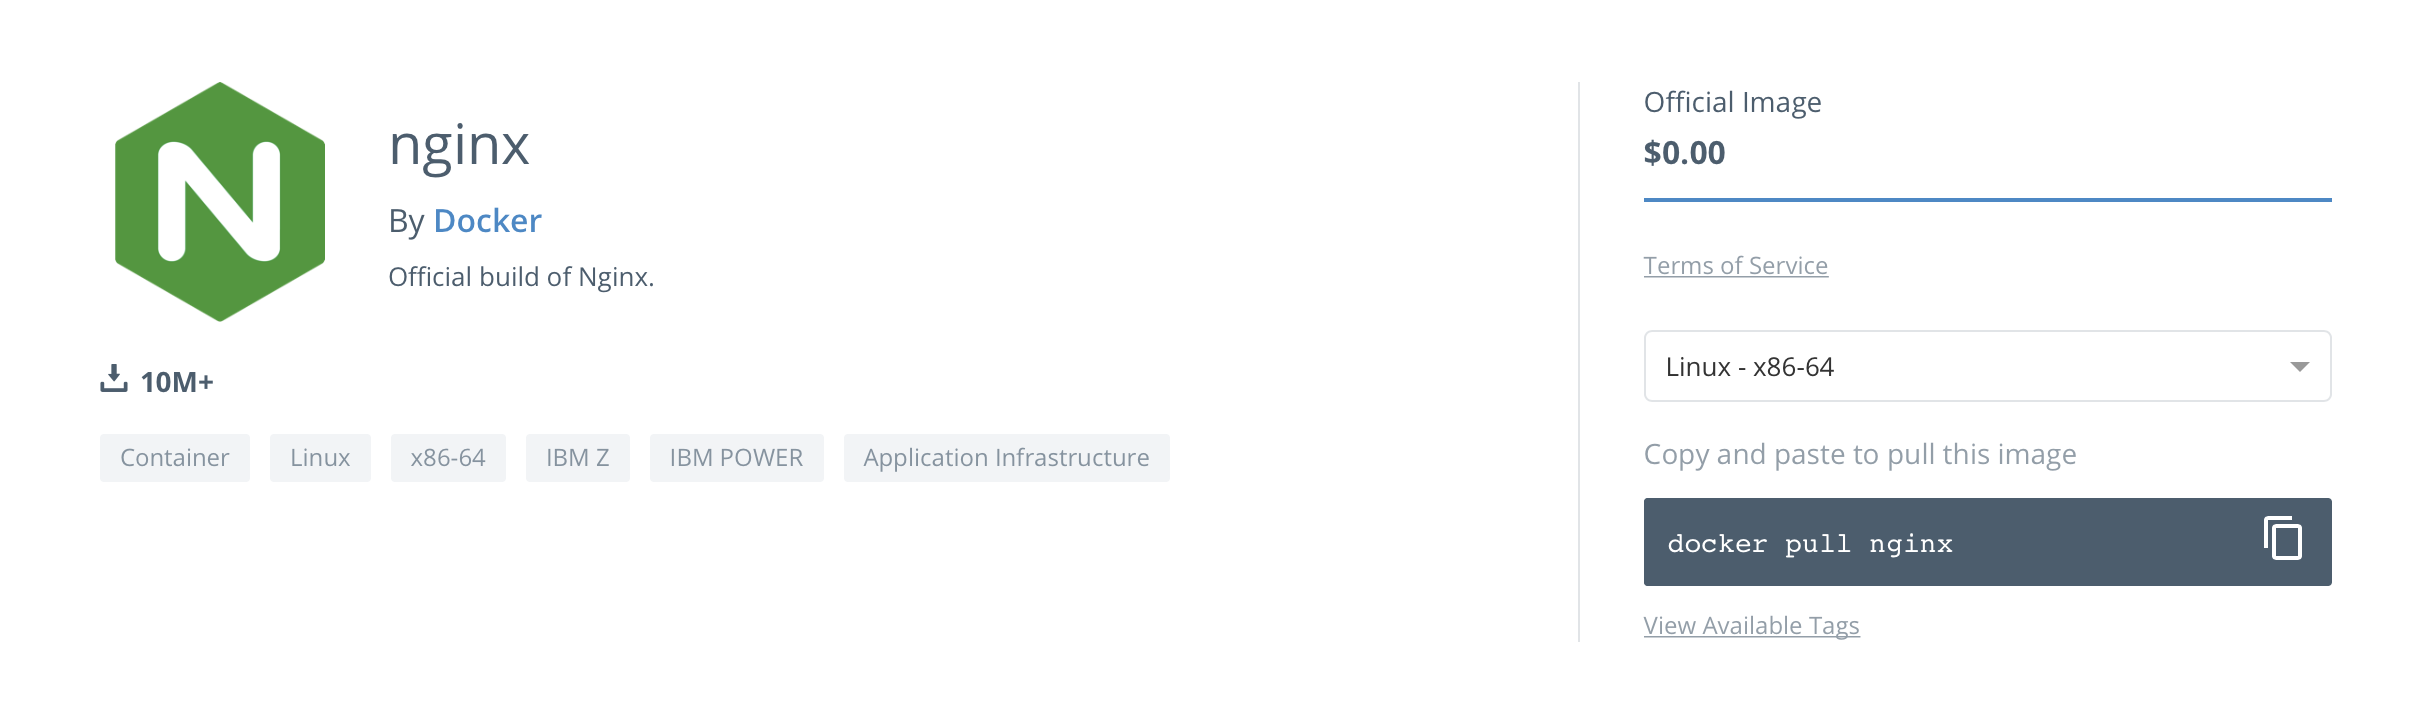 N
nginx
By Docker
Official build of Nginx.
10M+
Container Linux x86-64 IBM Z IBM POWER Application Infrastructure
Official Image
$0.00
Terms of Service
Linux - x86-64
Copy and paste to pull this image
docker pull nginx
View Available Tags